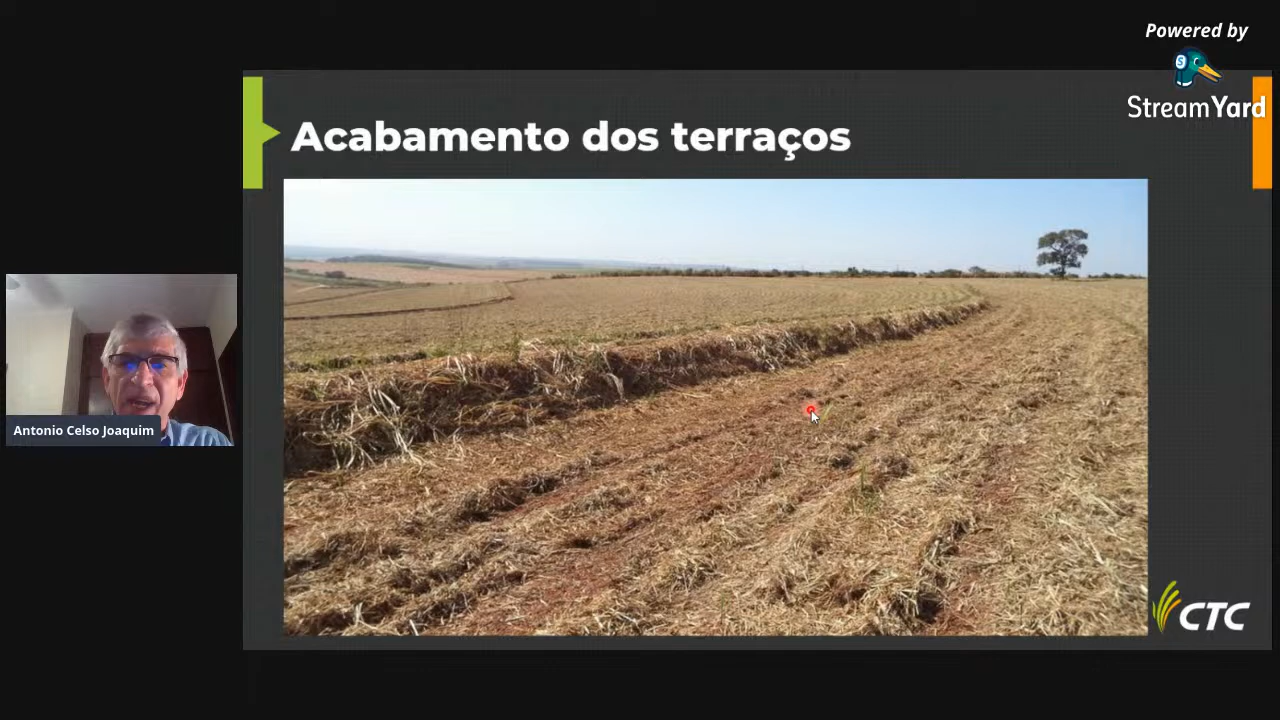 Powered by
StreamYard
Acabamento dos terraços
Antonio Celso Joaquim
CTC